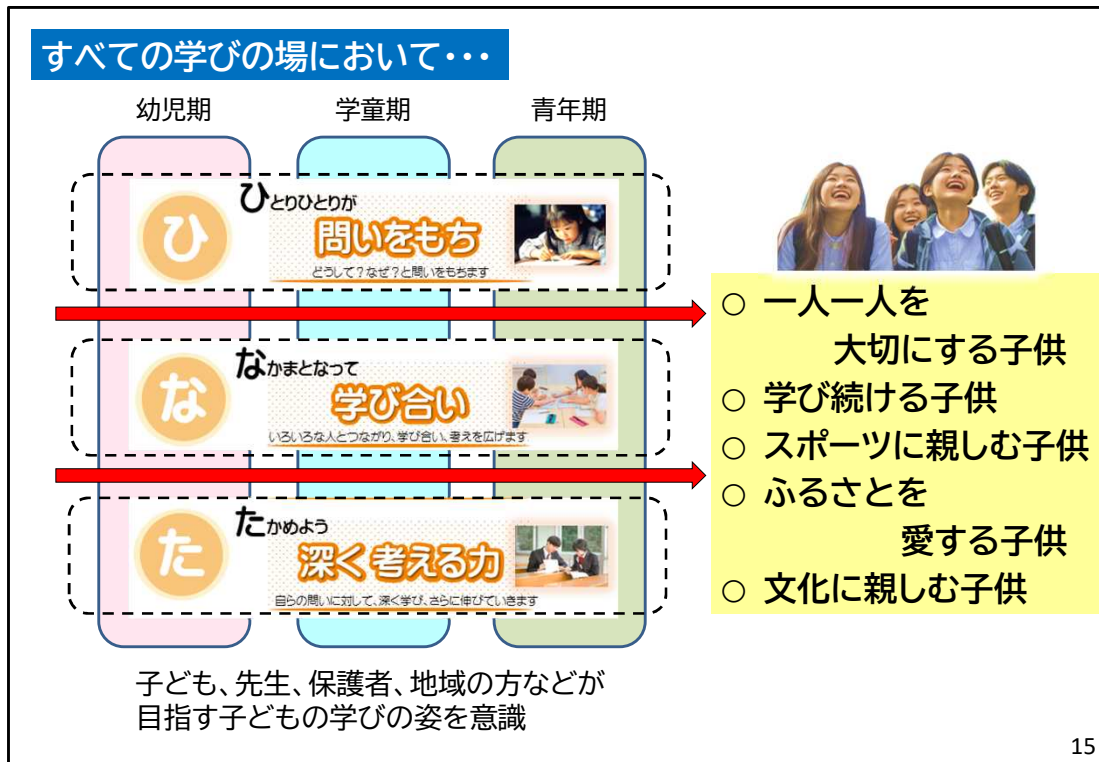 すべての学びの場において･･･
幼児期
学童期
青年期
ひ
ひとりひとりが
問いをもち
どうして？なぜ？と問いをもちます
な
なかまとなって
学び合い
いろいろな人とつながり、学び合い、考えを広げます
た
たかめよう
深く考える力
自らの問いに対して、深く学び、さらに伸びていきます
○ 一人一人を
大切にする子供
○ 学び続ける子供
○ スポーツに親しむ子供
○ ふるさとを
愛する子供
○ 文化に親しむ子供
子ども、先生、保護者、地域の方などが
目指す子どもの学びの姿を意識
15